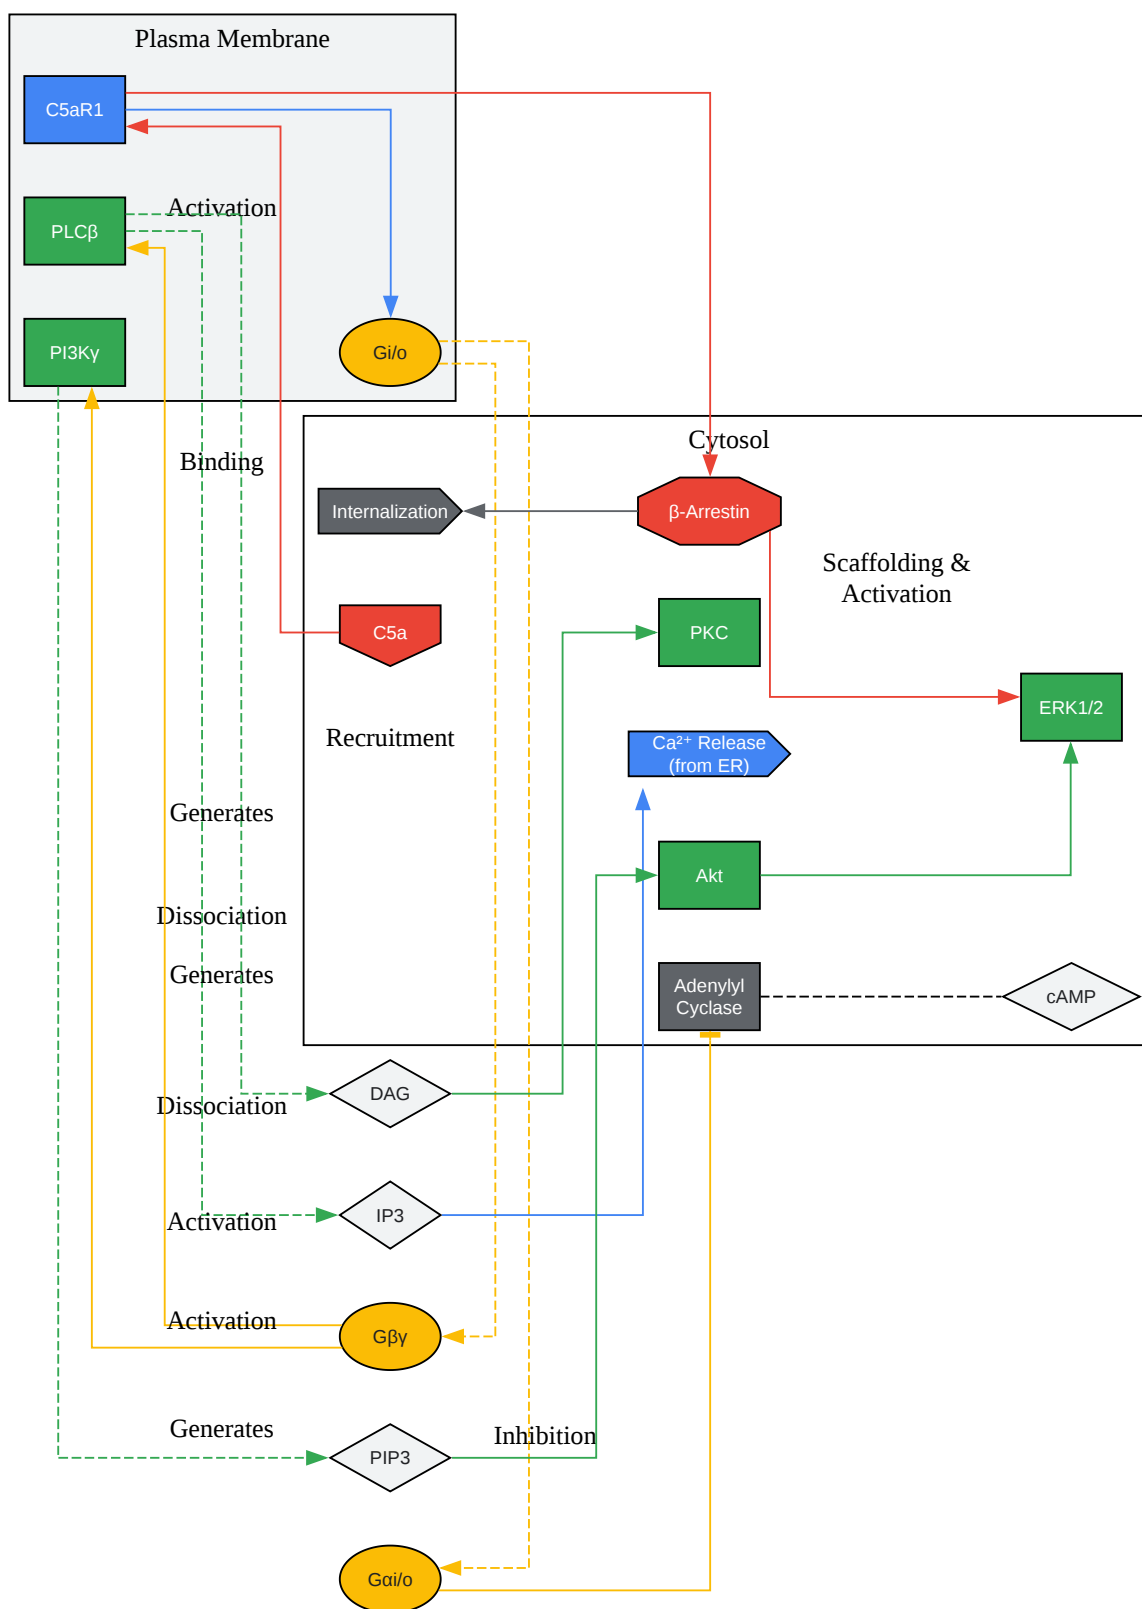 Plasma Membrane
C5aR1
Activation
PLCβ
PI3Kγ
Gi/o
Cytosol
Binding
Internalization
β-Arrestin
Scaffolding &
Activation
C5a
PKC
ERK1/2
Recruitment
Ca²⁺ Release
(from ER)
Generates
Akt
Dissociation
Generates
Adenylyl
Cyclase
cAMP
DAG
Dissociation
IP3
Activation
Activation
Gβγ
Generates
Inhibition
PIP3
Gαi/o